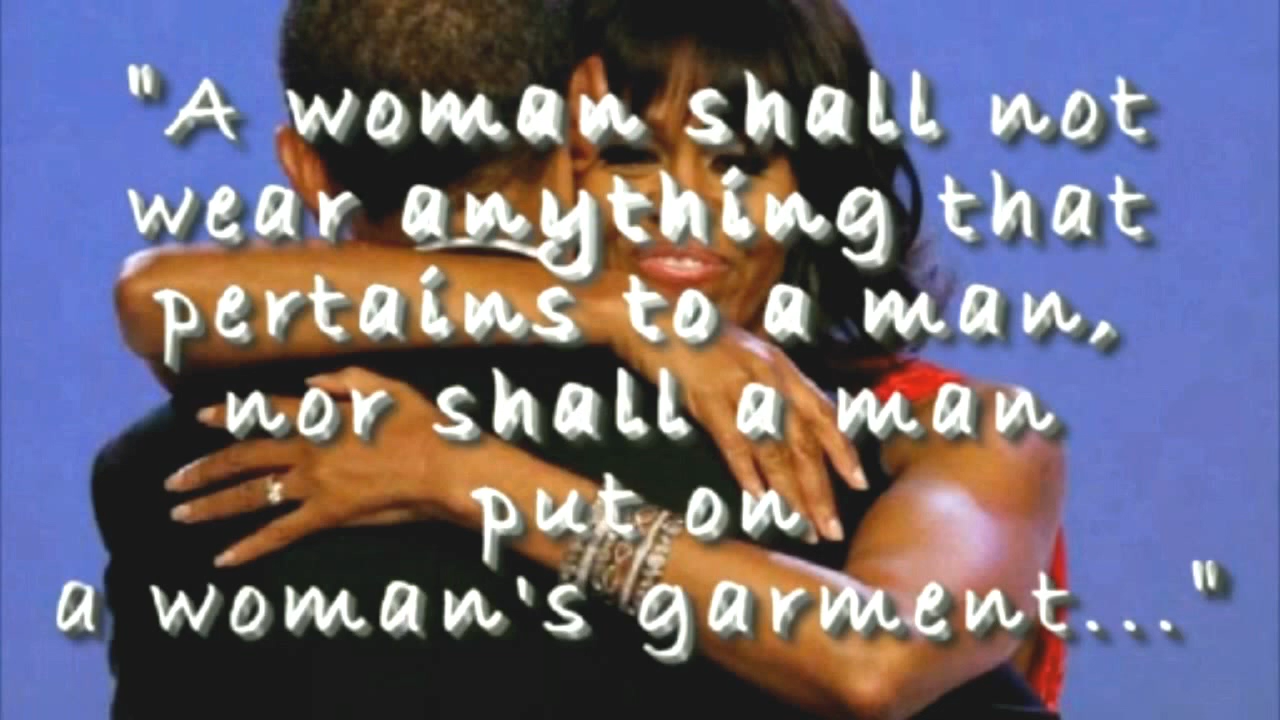 "A woman shall not
wear anything that
pertains to a man,
nor shall a man
put on
a woman's garment..."